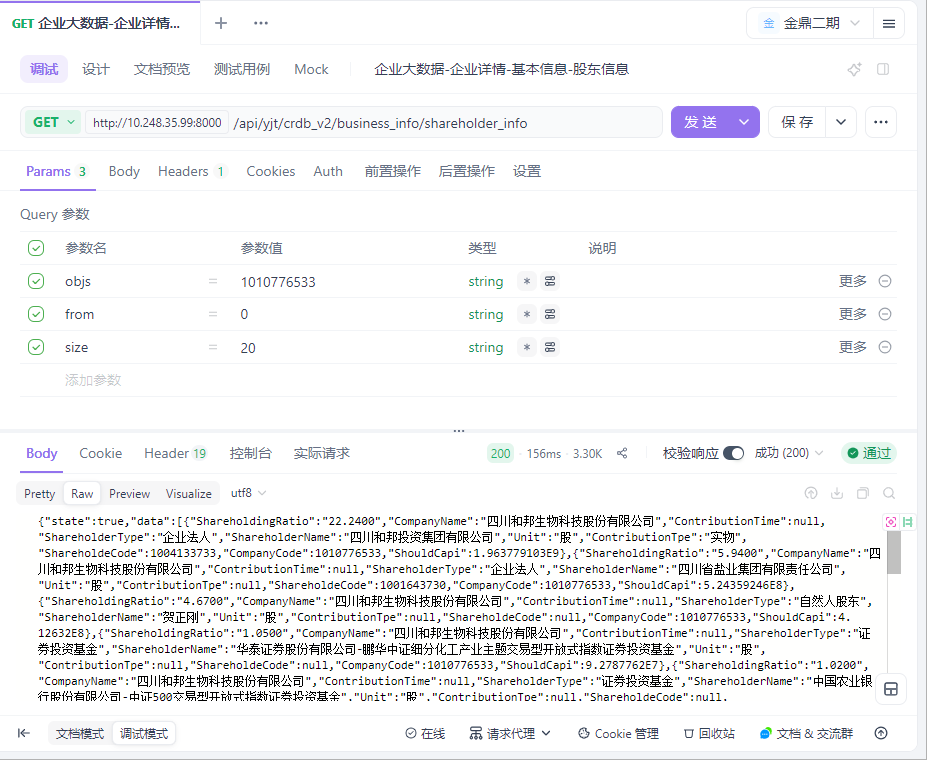 GET 企业大数据-企业详情... + ··· 金 金鼎二期
调试 设计 文档预览 测试用例 Mock 企业大数据-企业详情-基本信息-股东信息
GET http://10.248.35.99:8000 /api/yjt/crdb_v2/business_info/shareholder_info 发送 保存 ···
Params 3 Body Headers 1 Cookies Auth 前置操作 后置操作 设置
Query 参数
参数名 参数值 类型 说明
objs = 1010776533 string * 更多
from = 0 string * 更多
size = 20 string * 更多
添加参数
Body Cookie Header 19 控制台 实际请求 200 · 156ms · 3.30K 校验响应 成功 (200) 通过
Pretty Raw Preview Visualize utf8
{"state":true,"data":[{"ShareholdingRatio":"22.2400","CompanyName":"四川和邦生物科技股份有限公司","ContributionTime":null,
"ShareholderType":"企业法人","ShareholderName":"四川和邦投资集团有限公司","Unit":"股","ContributionTpe":"实物",
"ShareholdeCode":1004133733,"CompanyCode":1010776533,"ShouldCapi":1.963779103E9},{"ShareholdingRatio":"5.9400","CompanyName":"四
川和邦生物科技股份有限公司","ContributionTime":null,"ShareholderType":"企业法人","ShareholderName":"四川省盐业集团有限责任公司",
"Unit":"股","ContributionTpe":null,"ShareholdeCode":1001643730,"CompanyCode":1010776533,"ShouldCapi":5.24359246E8},
{"ShareholdingRatio":"4.6700","CompanyName":"四川和邦生物科技股份有限公司","ContributionTime":null,"ShareholderType":"自然人股东",
"ShareholderName":"贺正刚","Unit":"股","ContributionTpe":null,"ShareholdeCode":null,"CompanyCode":1010776533,"ShouldCapi":4.
12632E8},{"ShareholdingRatio":"1.0500","CompanyName":"四川和邦生物科技股份有限公司","ContributionTime":null,"ShareholderType":"证
券投资基金","ShareholderName":"华泰证券股份有限公司-鹏华中证细分化工产业主题交易型开放式指数证券投资基金","Unit":"股",
"ContributionTpe":null,"ShareholdeCode":null,"CompanyCode":1010776533,"ShouldCapi":9.2787762E7},{"ShareholdingRatio":"1.0200",
"CompanyName":"四川和邦生物科技股份有限公司","ContributionTime":null,"ShareholderType":"证券投资基金","ShareholderName":"中国农业银
行股份有限公司-中证500交易型开放式指数证券投资基金","Unit":"股","ContributionTpe":null,"ShareholdeCode":null,
文档模式 调试模式 在线 请求代理 Cookie 管理 回收站 文档 & 交流群